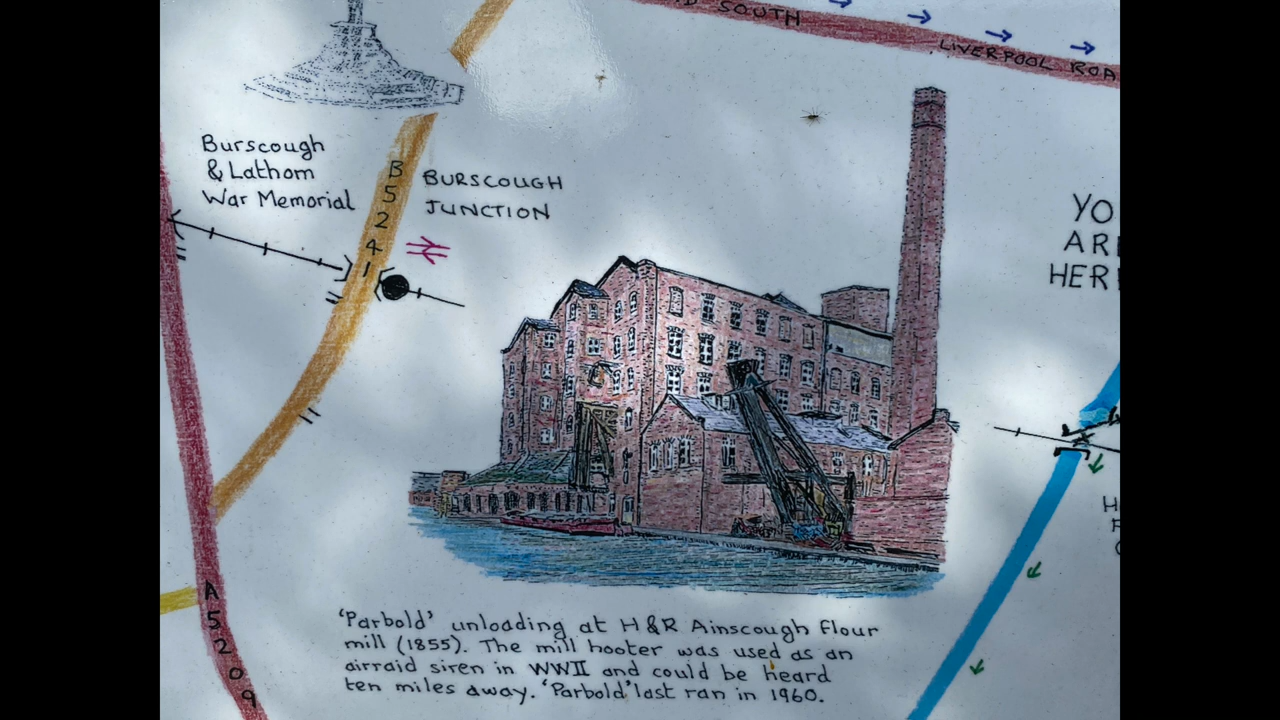 SOUTH
LIVERPOOL ROA
Burscough
& Lathom
War Memorial
B5241
BURSCOUGH
JUNCTION
YO
ARE
HER
A5209
'Parbold' unloading at H&R Ainscough Flour
mill (1855). The mill hooter was used as an
airraid siren in WWII and could be heard
ten miles away. 'Parbold' last ran in 1960.